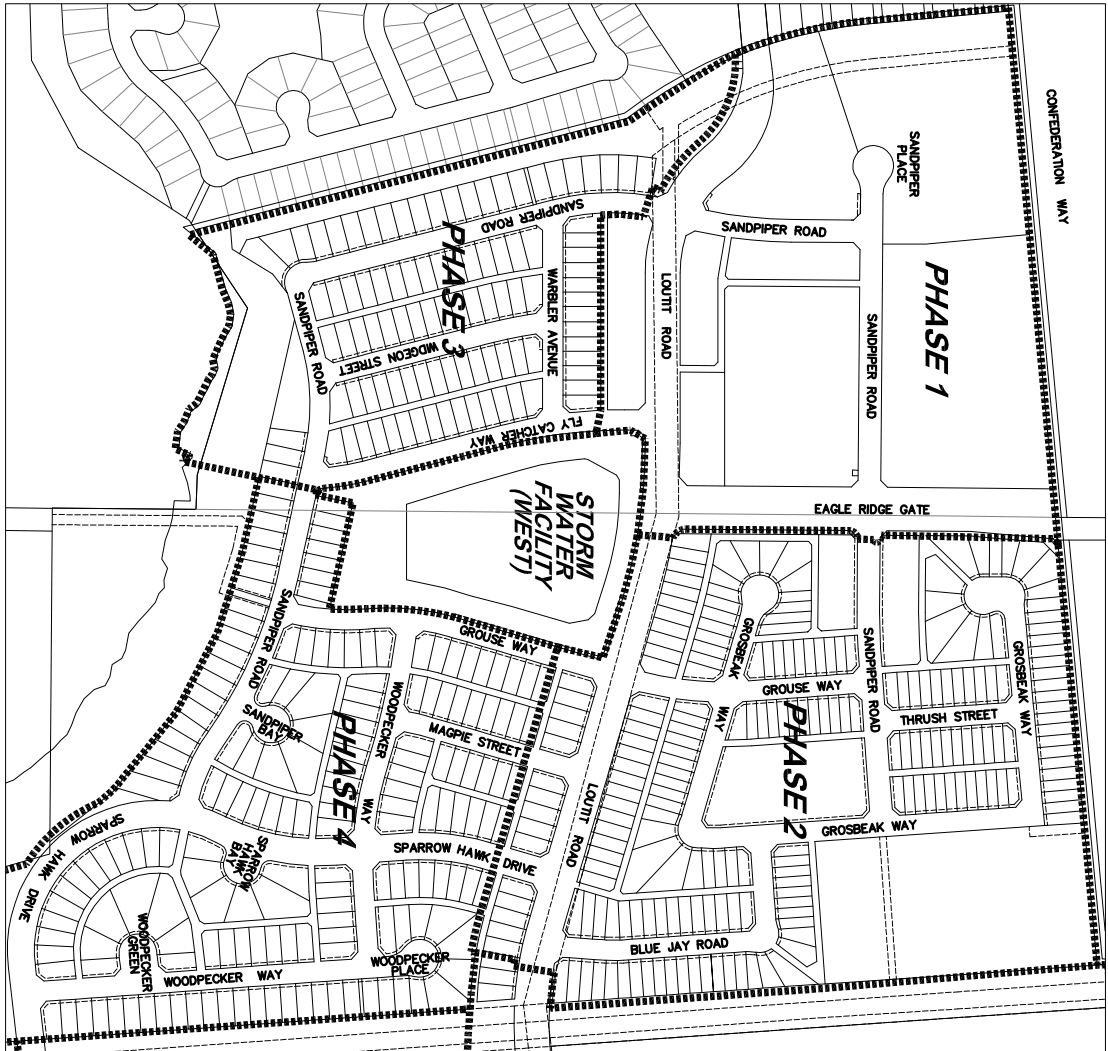 CONFEDERATION WAY
SANDPIPER
PLACE
SANDPIPER ROAD
SANDPIPER ROAD
PHASE 3
WARBLER AVENUE
LOUTIT ROAD
SANDPIPER ROAD
PHASE 1
SANDPIPER ROAD
WIDGEON STREET
FLY CATCHER WAY
STORM
WATER
FACILITY
(WEST)
EAGLE RIDGE GATE
SANDPIPER ROAD
GROUSE WAY
GROSBEAK
WAY
GROUSE WAY
SANDPIPER ROAD
GROSBEAK WAY
THRUSH STREET
SANDPIPER
BAY
PHASE 4
WOODPECKER
WAY
MAGPIE STREET
LOUTIT ROAD
PHASE 2
GROSBEAK WAY
SPARROW HAWK DRIVE
SPARROW
HAWK
BAY
SPARROW HAWK DRIVE
WOODPECKER
GREEN
WOODPECKER WAY
WOODPECKER
PLACE
BLUE JAY ROAD